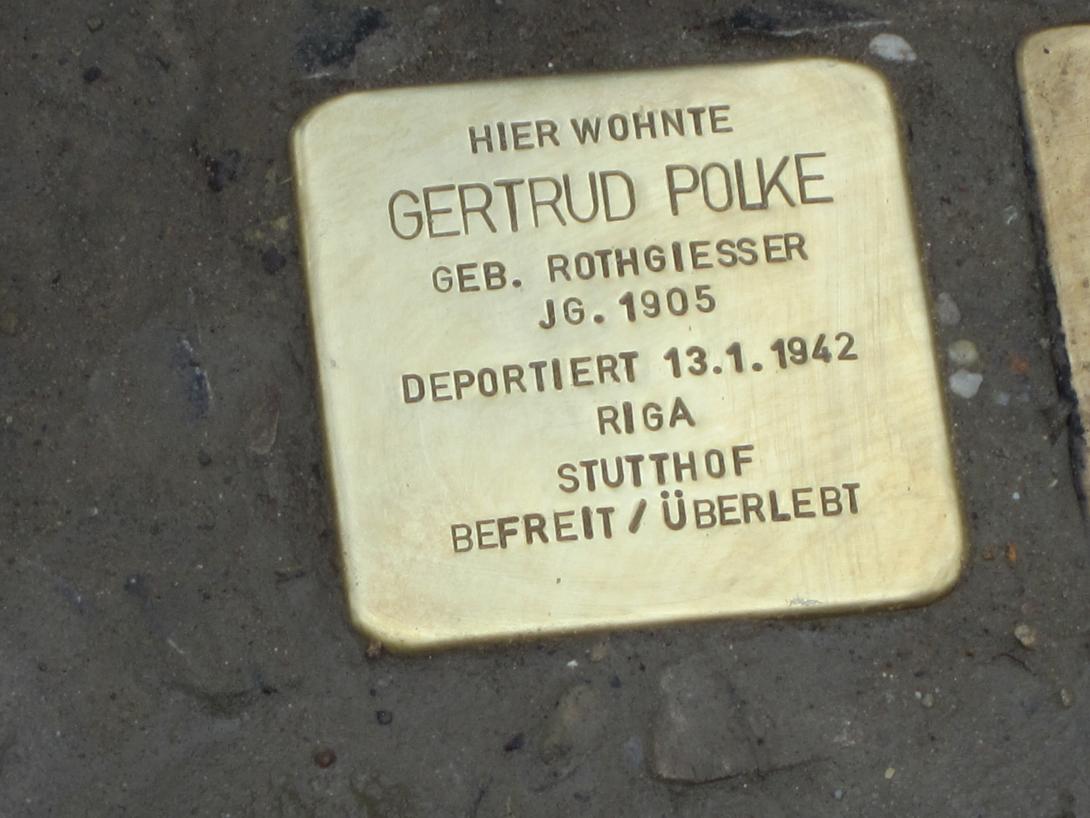 HIER WOHNTE
GERTRUD POLKE
GEB. ROTHGIESSER
JG. 1905
DEPORTIERT 13.1.1942
RIGA
STUTTHOF
BEFREIT / ÜBERLEBT